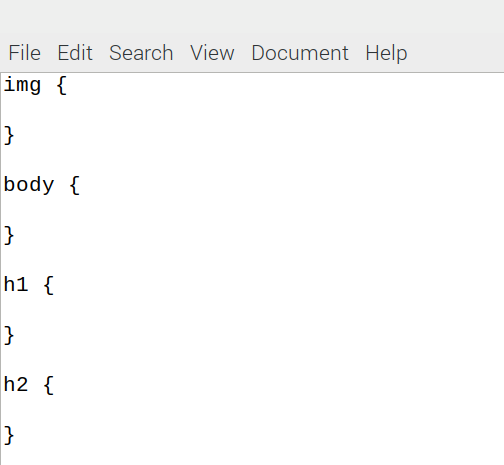 File Edit Search View Document Help
img {
}
body {
}
h1 {
}
h2 {
}